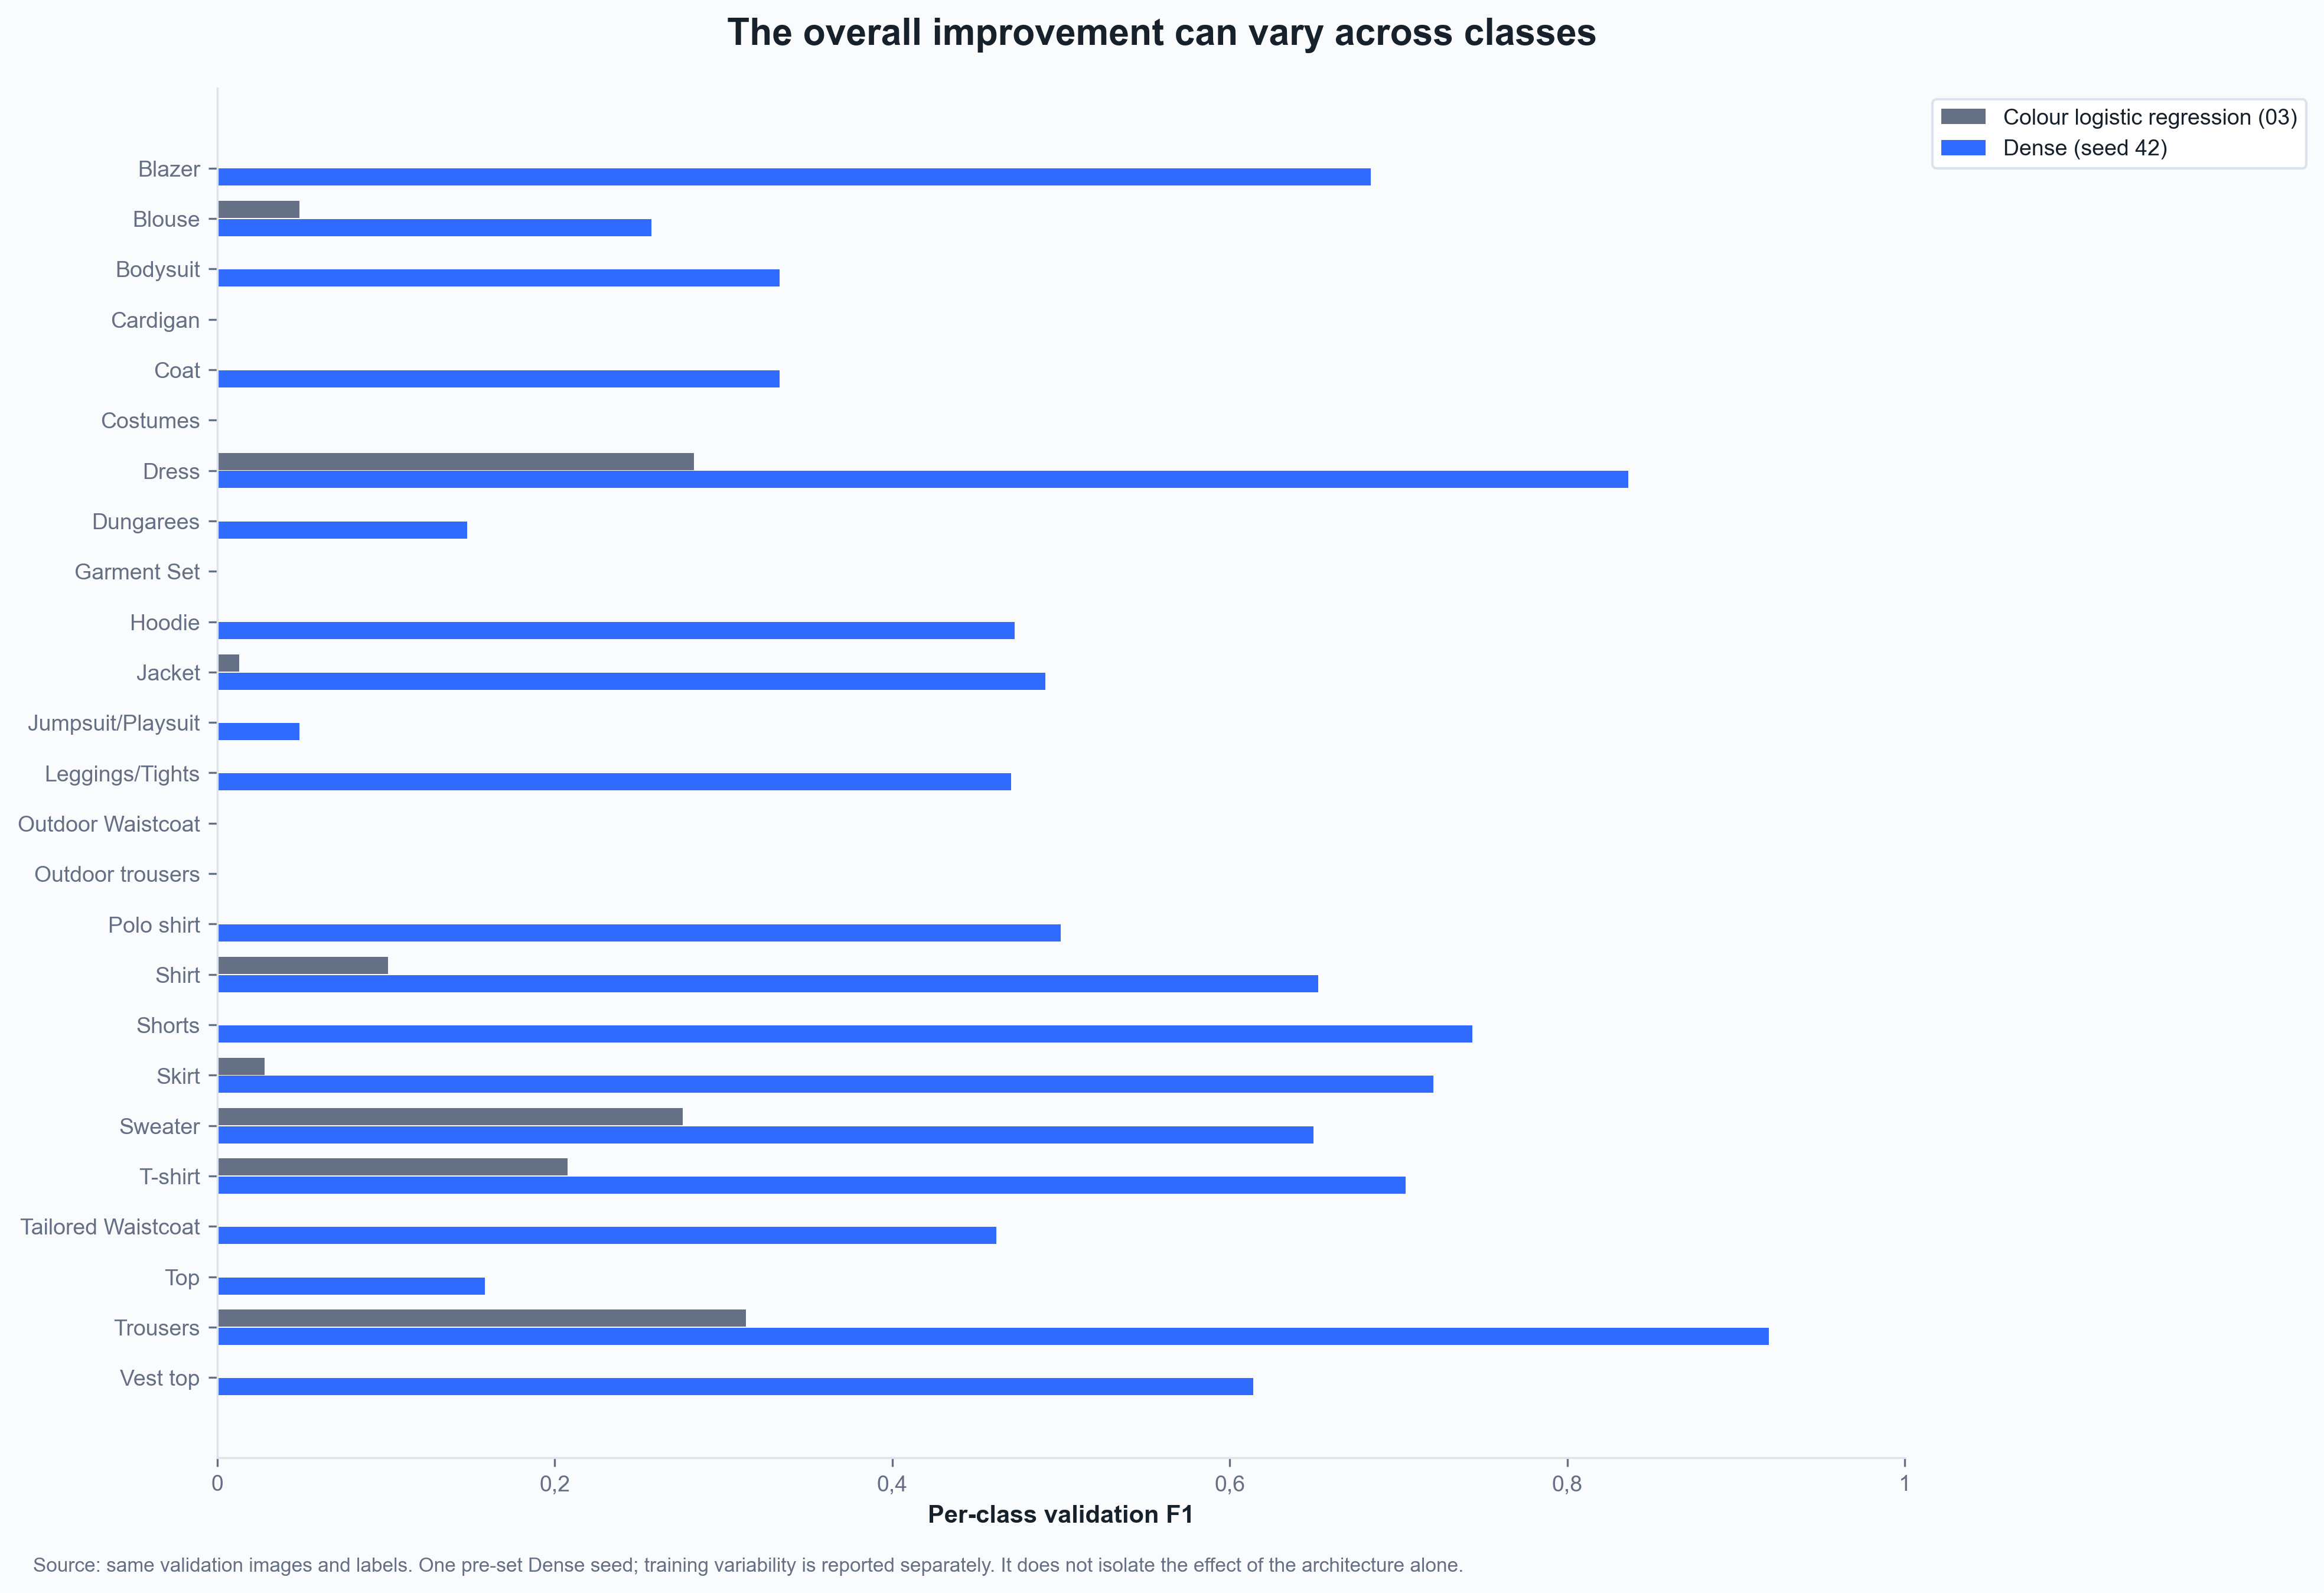 The overall improvement can vary across classes
Colour logistic regression (03)
Dense (seed 42)
Blazer
Blouse
Bodysuit
Cardigan
Coat
Costumes
Dress
Dungarees
Garment Set
Hoodie
Jacket
Jumpsuit/Playsuit
Leggings/Tights
Outdoor Waistcoat
Outdoor trousers
Polo shirt
Shirt
Shorts
Skirt
Sweater
T-shirt
Tailored Waistcoat
Top
Trousers
Vest top
0 0,2 0,4 0,6 0,8 1
Per-class validation F1
Source: same validation images and labels. One pre-set Dense seed; training variability is reported separately. It does not isolate the effect of the architecture alone.